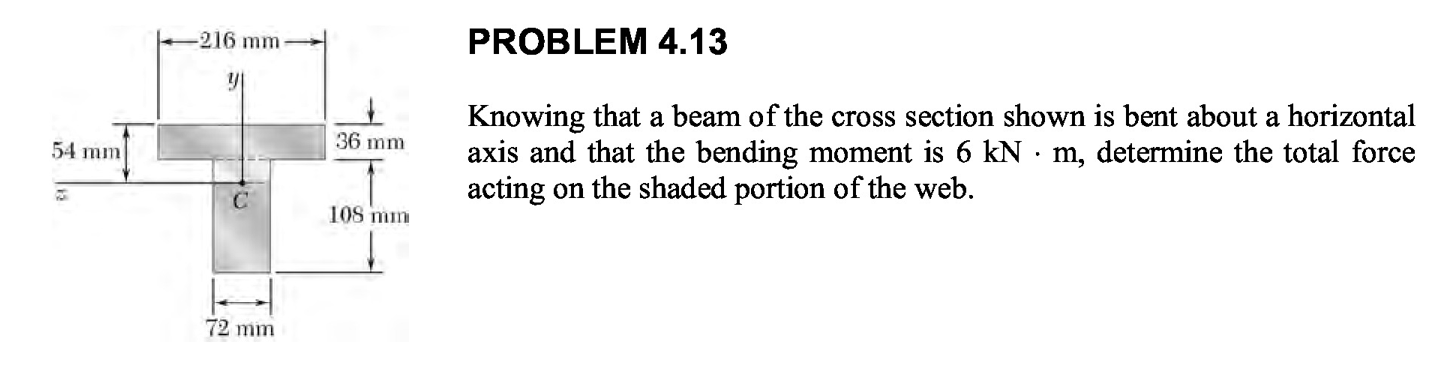 216 mm
PROBLEM 4.13
y
Knowing that a beam of the cross section shown is bent about a horizontal
axis and that the bending moment is 6 kN · m, determine the total force
acting on the shaded portion of the web.
54 mm
36 mm
z
C
108 mm
72 mm